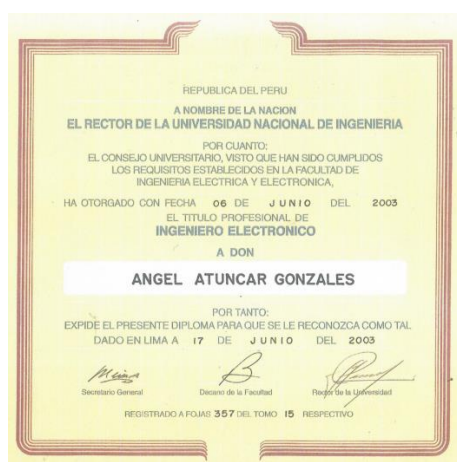 REPUBLICA DEL PERU
A NOMBRE DE LA NACION
EL RECTOR DE LA UNIVERSIDAD NACIONAL DE INGENIERIA
POR CUANTO:
EL CONSEJO UNIVERSITARIO, VISTO QUE HAN SIDO CUMPLIDOS
LOS REQUISITOS ESTABLECIDOS EN LA FACULTAD DE
INGENIERIA ELECTRICA Y ELECTRONICA,
HA OTORGADO CON FECHA 06 DE JUNIO DEL 2003
EL TITULO PROFESIONAL DE
INGENIERO ELECTRONICO
A DON
ANGEL ATUNCAR GONZALES
POR TANTO:
EXPIDE EL PRESENTE DIPLOMA PARA QUE SE LE RECONOZCA COMO TAL
DADO EN LIMA A 17 DE JUNIO DEL 2003
Secretario General Decano de la Facultad Rector de la Universidad
REGISTRADO A FOJAS 357 DEL TOMO 15 RESPECTIVO